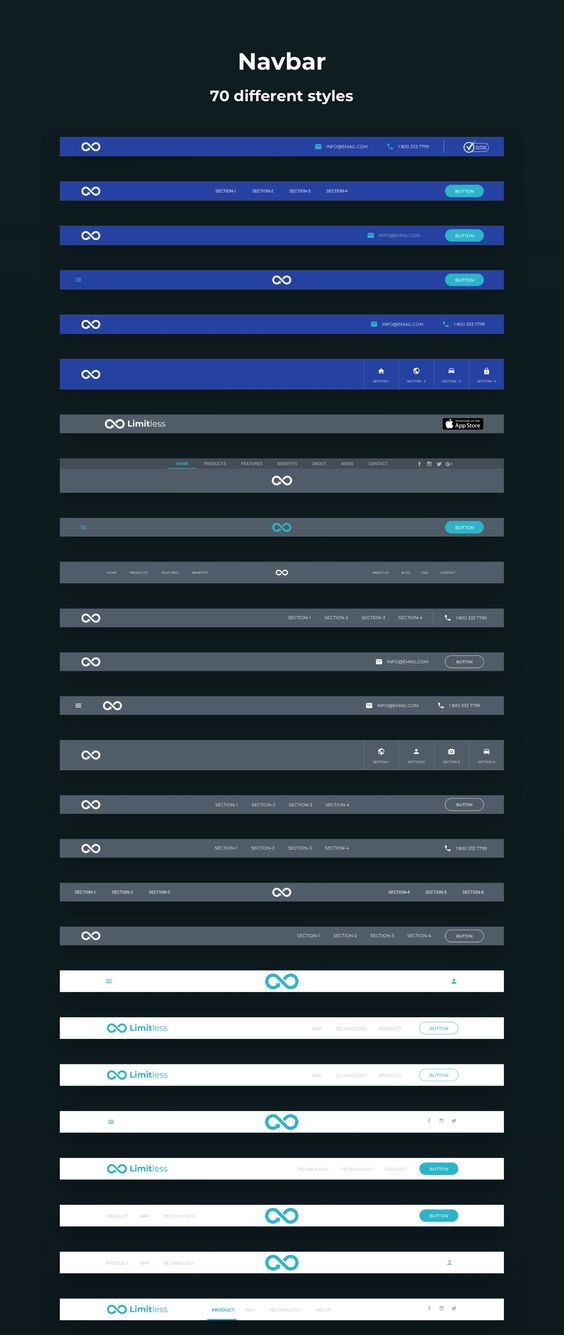 Navbar
70 different styles
INFO@EMAIL.COM 1 800 333 7799
SECTION-1 SECTION-2 SECTION-3 SECTION-4 BUTTON
INFO@EMAIL.COM BUTTON
BUTTON
INFO@EMAIL.COM 1 800 333 7799
SECTION-1 SECTION - 2 SECTION - 3 SECTION - 4
Limitless Download on the App Store
HOME PRODUCTS FEATURES BENEFITS ABOUT NEWS CONTACT
BUTTON
HOME PRODUCTS FEATURES BENEFITS ABOUT US BLOG FAQ CONTACT
SECTION-1 SECTION-2 SECTION-3 SECTION-4 1 800 333 7799
INFO@EMAIL.COM BUTTON
INFO@EMAIL.COM 1 800 333 7799
SECTION-1 SECTION-2 SECTION-3 SECTION-4
SECTION-1 SECTION-2 SECTION-3 SECTION-4 BUTTON
SECTION-1 SECTION-2 SECTION-3 SECTION-4 1 800 333 7799
SECTION-1 SECTION-2 SECTION-3 SECTION-4 SECTION-5 SECTION-6
SECTION-1 SECTION-2 SECTION-3 SECTION-4 BUTTON
Limitless APP TECHNOLOGY PRODUCT BUTTON
Limitless APP TECHNOLOGY PRODUCT BUTTON
Limitless TECHNOLOGY TECHNOLOGY PRODUCT BUTTON
PRODUCT APP TECHNOLOGY BUTTON
PRODUCT APP TECHNOLOGY
Limitless PRODUCT APP TECHNOLOGY ABOUT